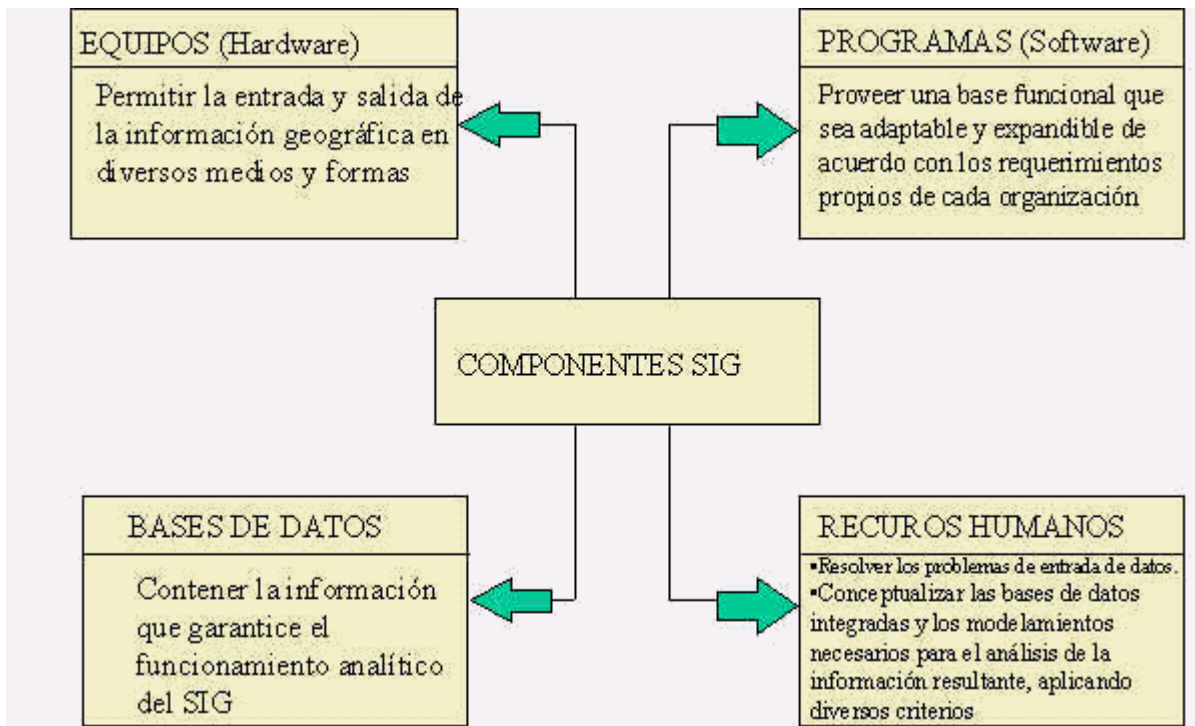 EQUIPOS (Hardware)
Permitir la entrada y salida de
la información geográfica en
diversos medios y formas
PROGRAMAS (Software)
Proveer una base funcional que
sea adaptable y expandible de
acuerdo con los requerimientos
propios de cada organización
COMPONENTES SIG
BASES DE DATOS
Contener la información
que garantice el
funcionamiento analítico
del SIG
RECUROS HUMANOS
▪Resolver los problemas de entrada de datos.
▪Conceptualizar las bases de datos
integradas y los modelamientos
necesarios para el análisis de la
información resultante, aplicando
diversos criterios